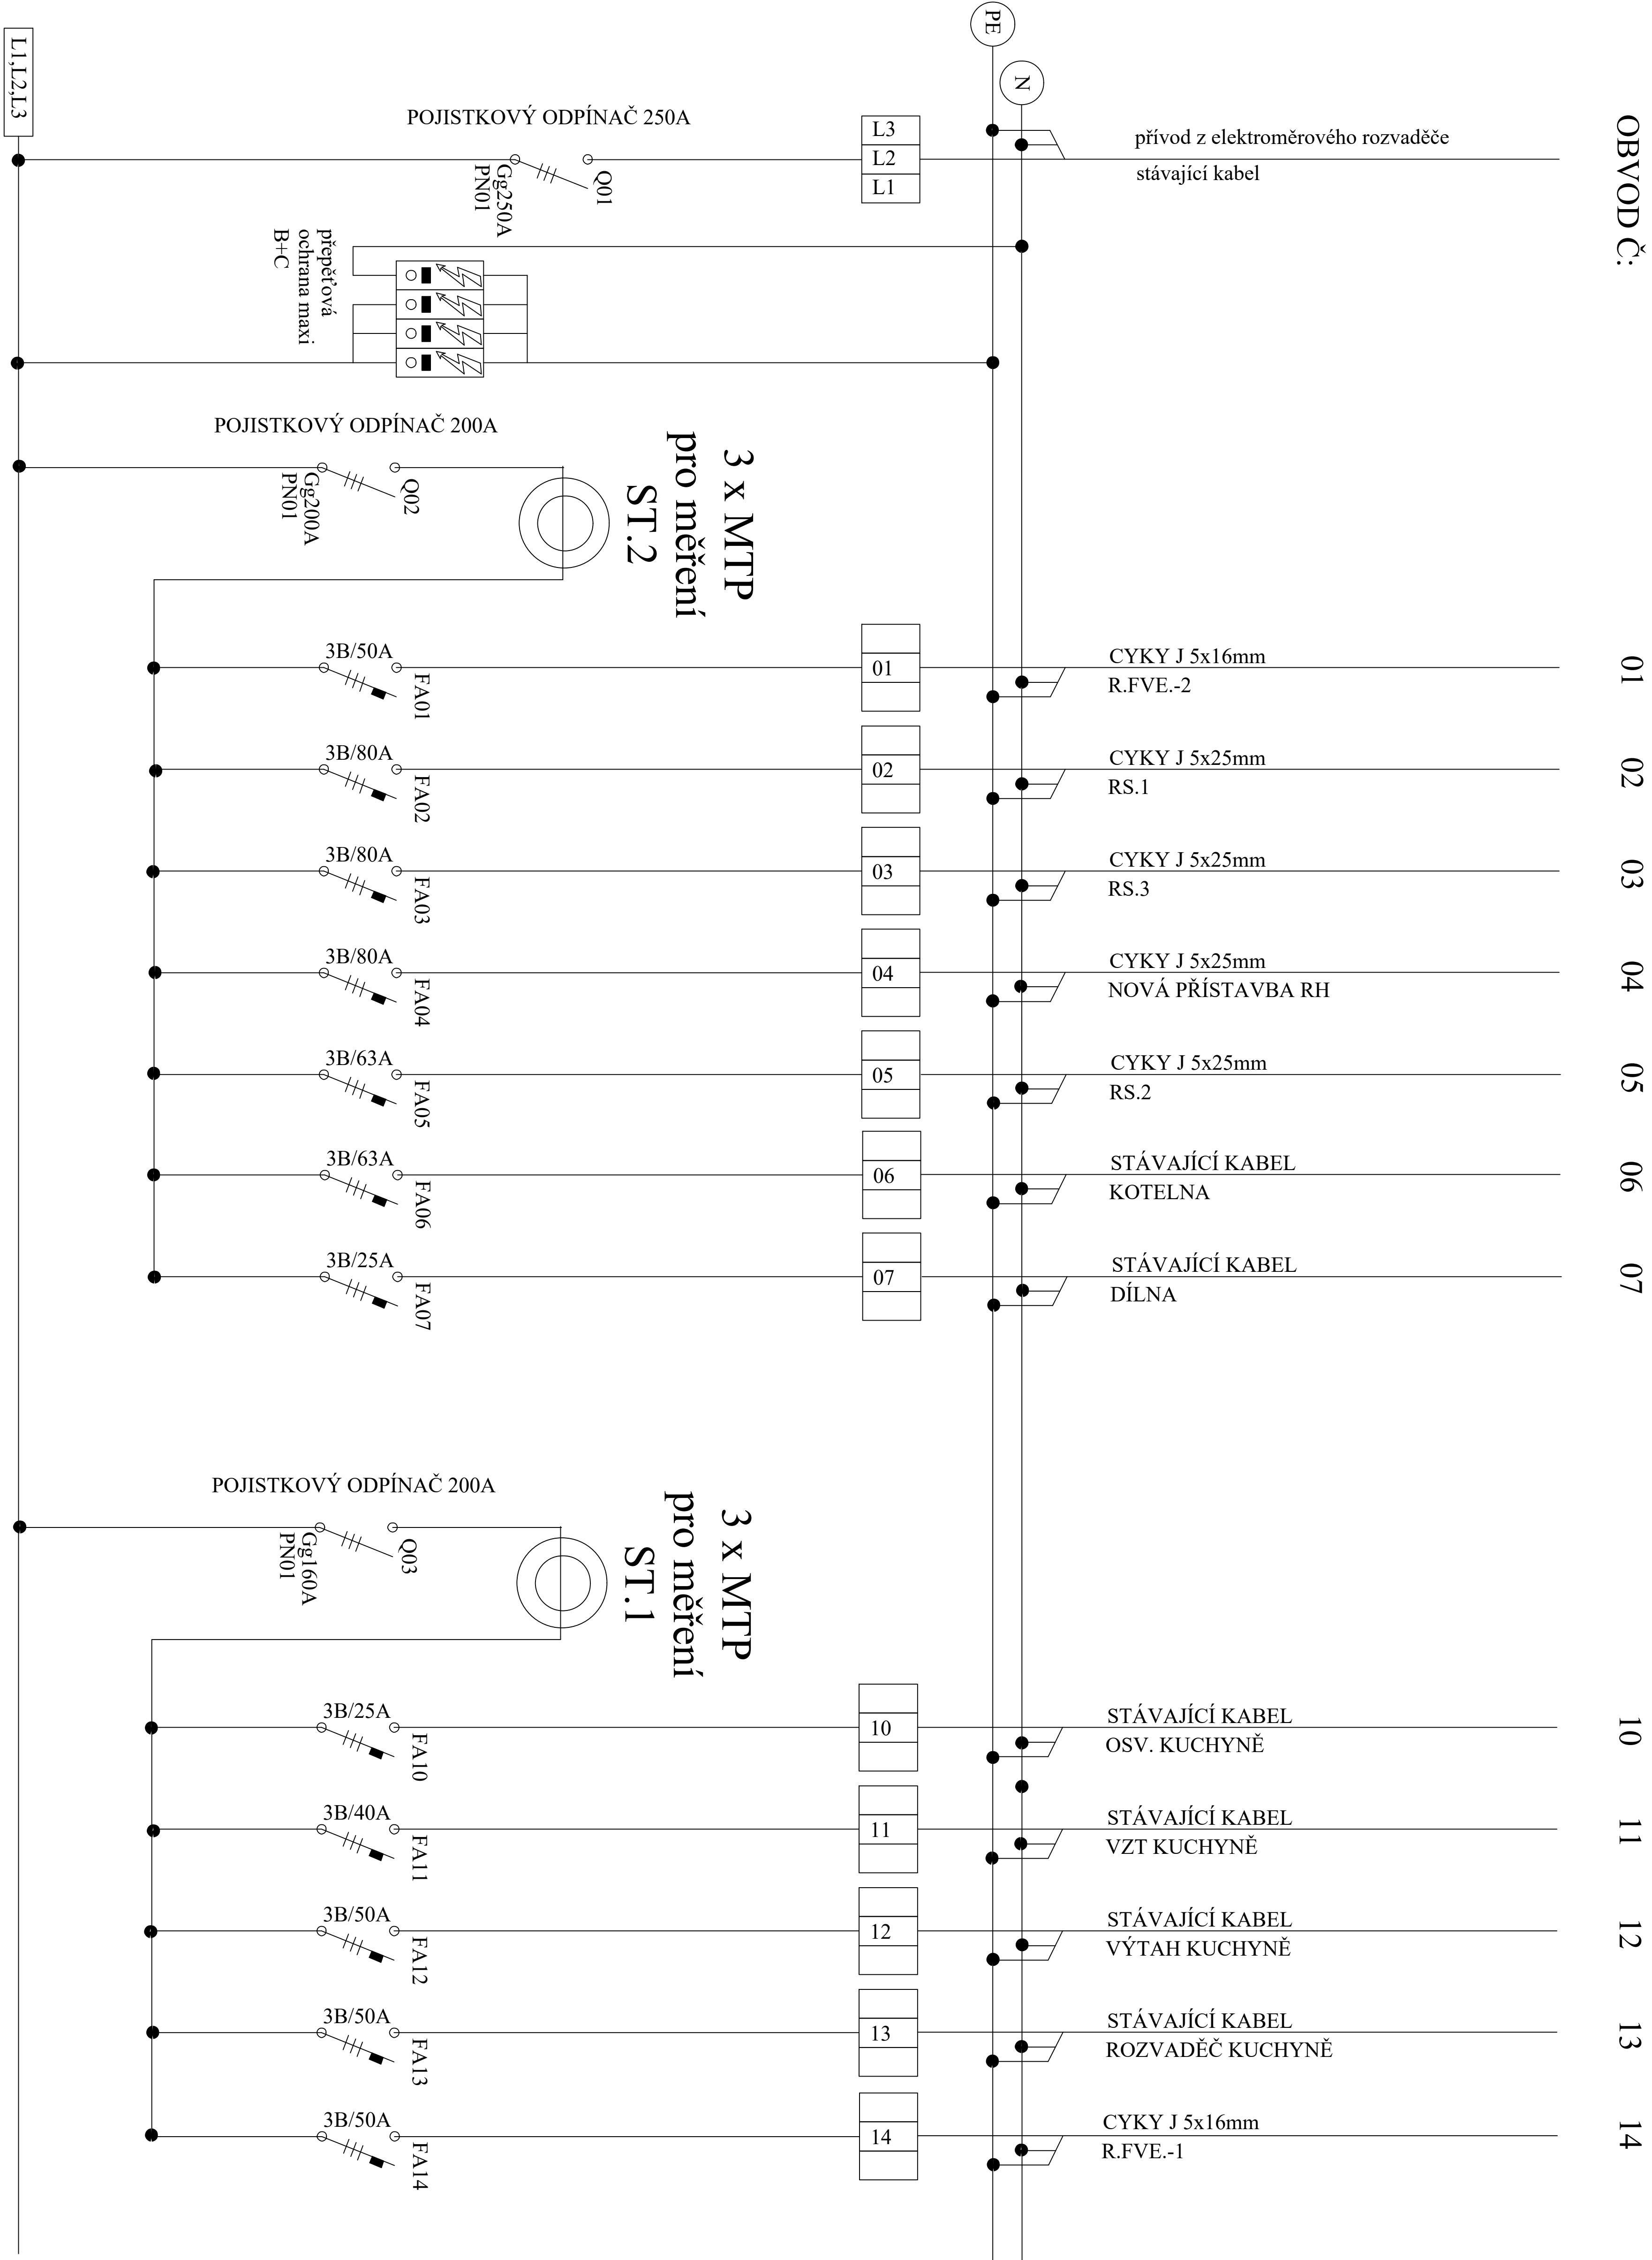 L1,L2,L3
PE
N
OBVOD Č:
POJISTKOVÝ ODPÍNAČ 250A
Q01
Gg250A
PN01
L3
L2
L1
přívod z elektroměrového rozvaděče
stávající kabel
přepěťová
ochrana maxi
B+C
POJISTKOVÝ ODPÍNAČ 200A
Q02
Gg200A
PN01
3 x MTP
pro měření
ST.2
3B/50A
FA01
01
CYKY J 5x16mm
R.FVE.-2
01
3B/80A
FA02
02
CYKY J 5x25mm
RS.1
02
3B/80A
FA03
03
CYKY J 5x25mm
RS.3
03
3B/80A
FA04
04
CYKY J 5x25mm
NOVÁ PŘÍSTAVBA RH
04
3B/63A
FA05
05
CYKY J 5x25mm
RS.2
05
3B/63A
FA06
06
STÁVAJÍCÍ KABEL
KOTELNA
06
3B/25A
FA07
07
STÁVAJÍCÍ KABEL
DÍLNA
07
POJISTKOVÝ ODPÍNAČ 200A
Q03
Gg160A
PN01
3 x MTP
pro měření
ST.1
3B/25A
FA10
10
STÁVAJÍCÍ KABEL
OSV. KUCHYNĚ
10
3B/40A
FA11
11
STÁVAJÍCÍ KABEL
VZT KUCHYNĚ
11
3B/50A
FA12
12
STÁVAJÍCÍ KABEL
VÝTAH KUCHYNĚ
12
3B/50A
FA13
13
STÁVAJÍCÍ KABEL
ROZVADĚČ KUCHYNĚ
13
3B/50A
FA14
14
CYKY J 5x16mm
R.FVE.-1
14